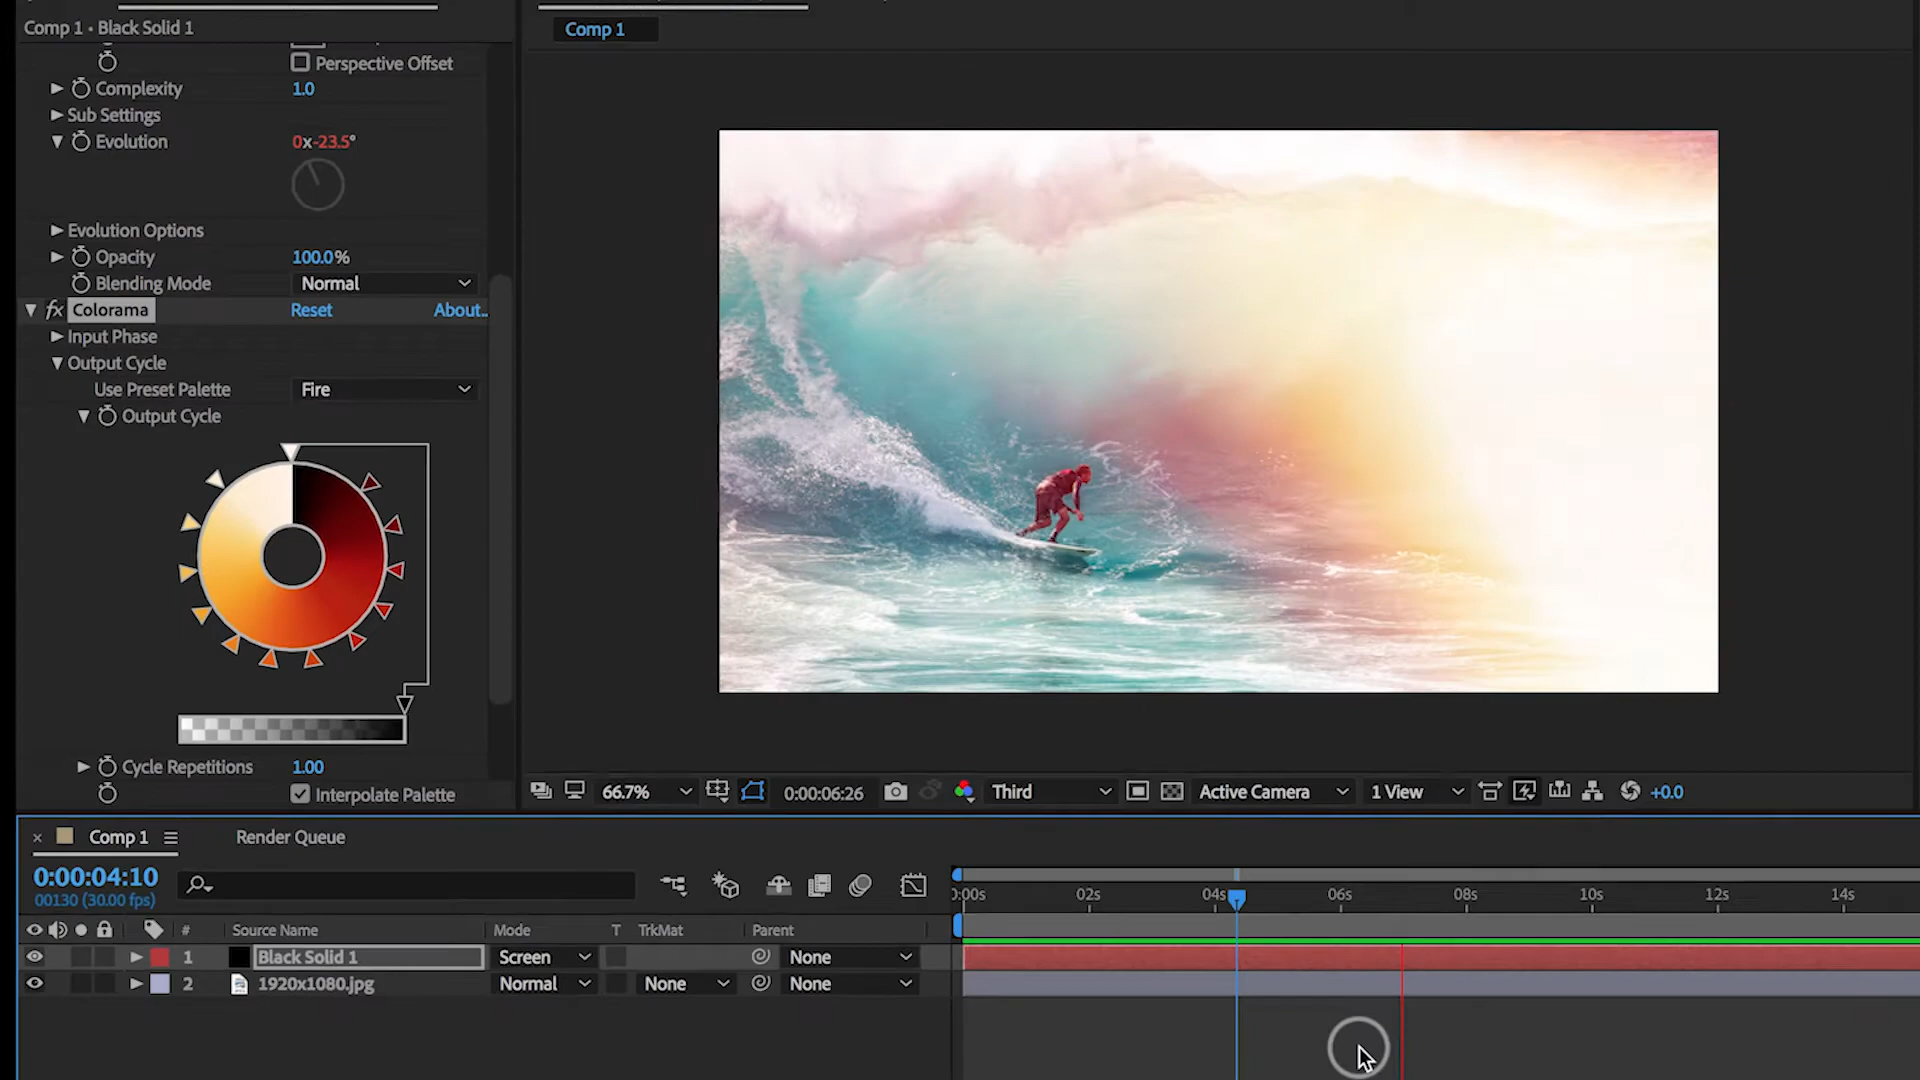 Comp 1 • Black Solid 1
Perspective Offset
Complexity 1.0
Sub Settings
Evolution 0x-23.5°
Evolution Options
Opacity 100.0%
Blending Mode Normal
fx Colorama Reset About..
Input Phase
Output Cycle
Use Preset Palette Fire
Output Cycle
Cycle Repetitions 1.00
Interpolate Palette
Comp 1
66.7% 0:00:06:26 Third Active Camera 1 View +0.0
× Comp 1 Render Queue
0:00:04:10
00130 (30.00 fps)
0:00s 02s 04s 06s 08s 10s 12s 14s
# Source Name Mode T TrkMat Parent
1 Black Solid 1 Screen None
2 1920x1080.jpg Normal None None